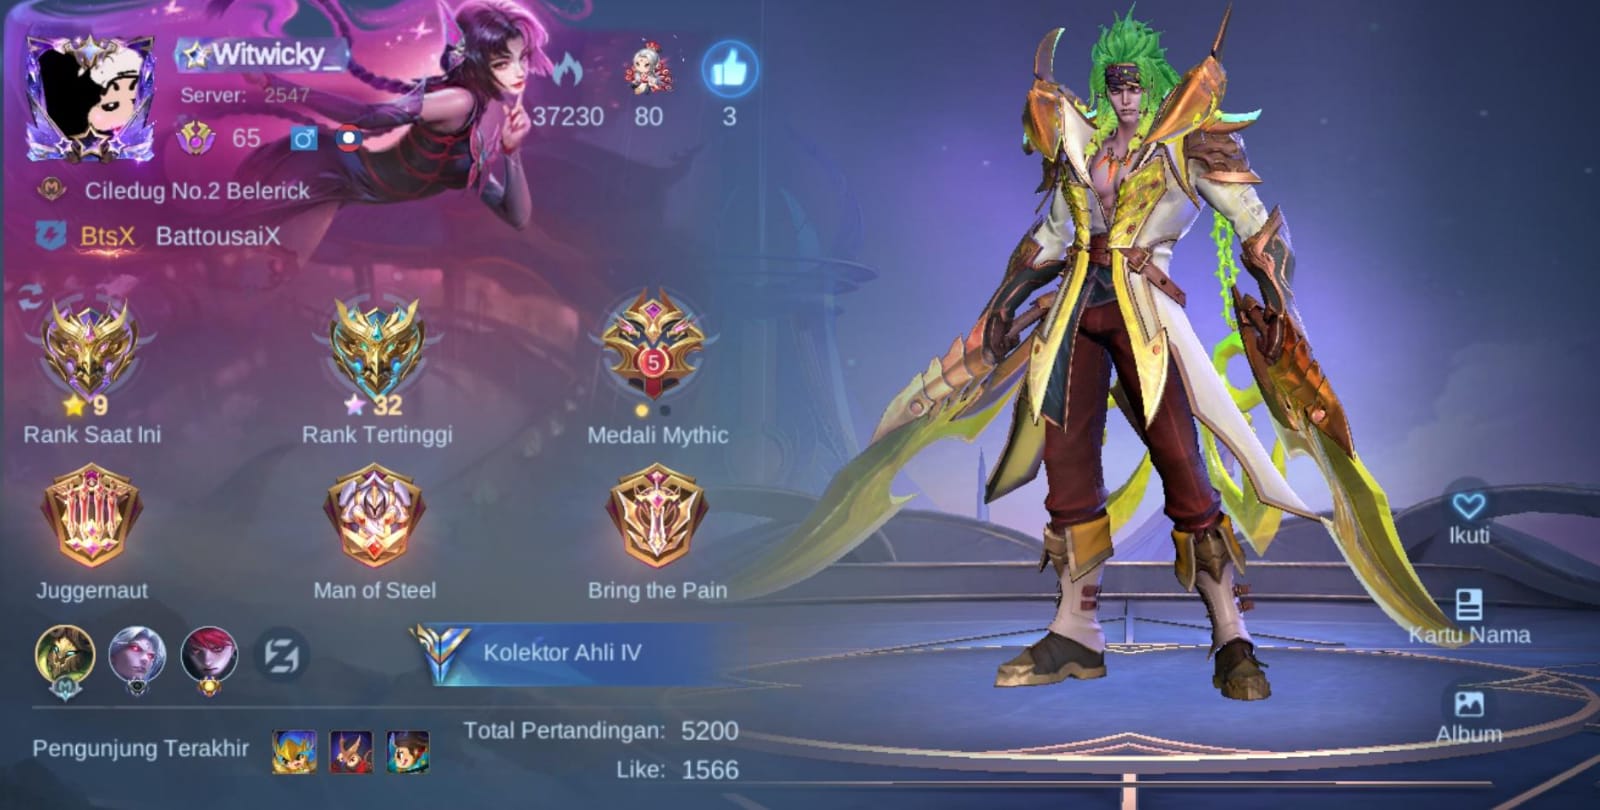 Witwicky_
Server: 2547
65
37230
80
3
Ciledug No.2 Belerick
BtsX BattousaiX
9
32
5
Rank Saat Ini
Rank Tertinggi
Medali Mythic
Juggernaut
Man of Steel
Bring the Pain
Kolektor Ahli IV
Pengunjung Terakhir
Total Pertandingan: 5200
Like: 1566
Ikuti
Kartu Nama
Album